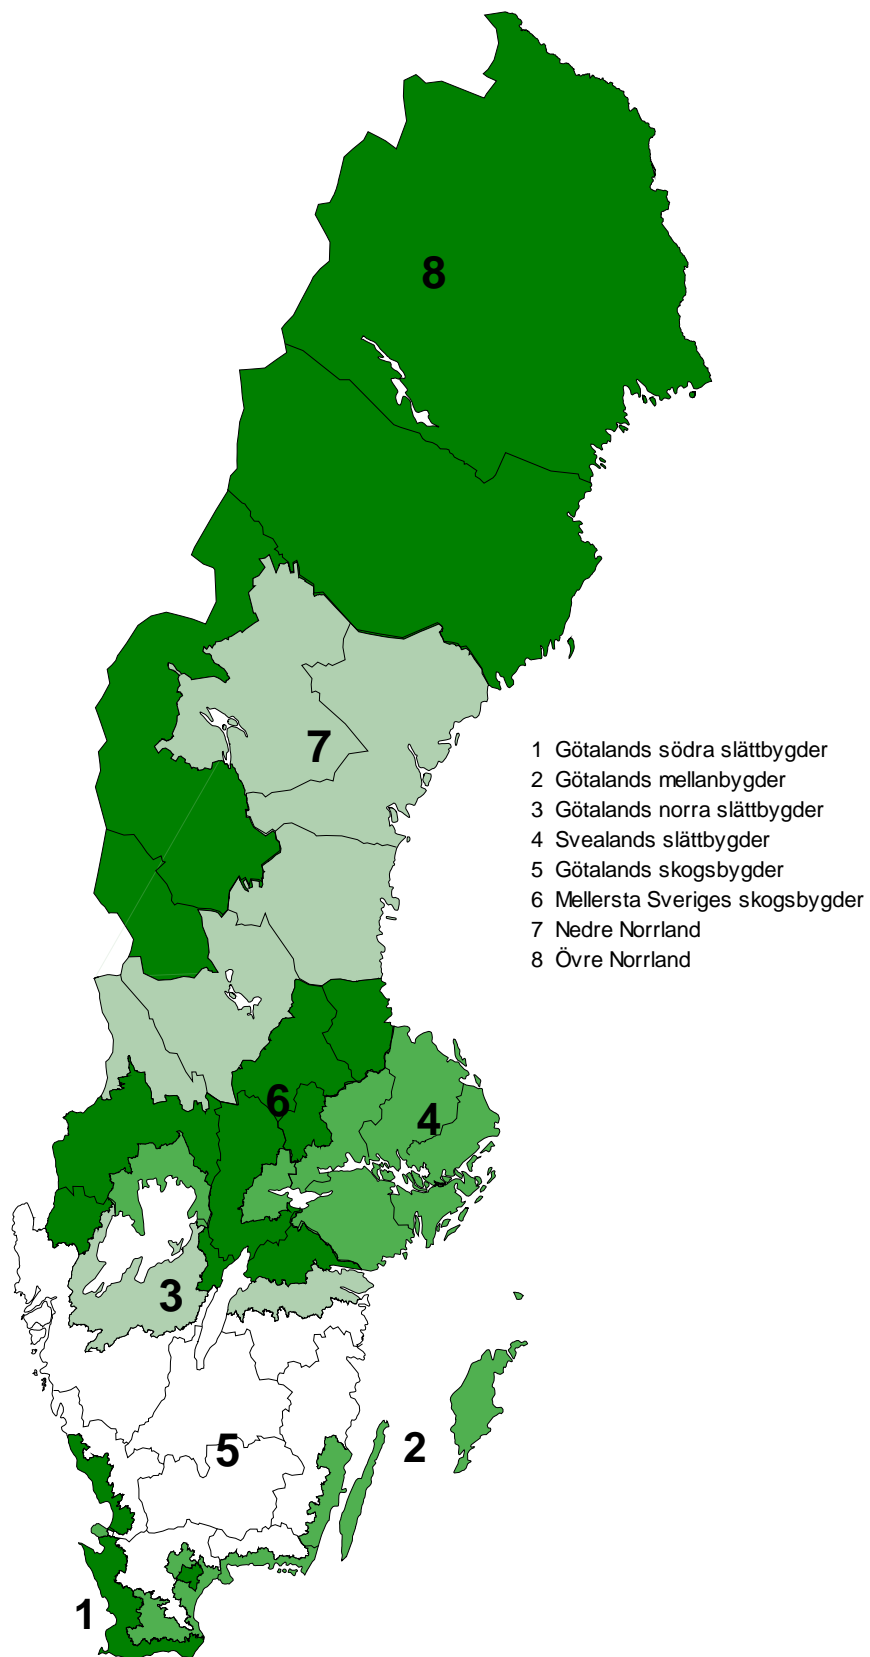 8
7
1 Götalands södra slättbygder
2 Götalands mellanbygder
3 Götalands norra slättbygder
4 Svealands slättbygder
5 Götalands skogsbygder
6 Mellersta Sveriges skogsbygder
7 Nedre Norrland
8 Övre Norrland
6
4
3
5
2
1